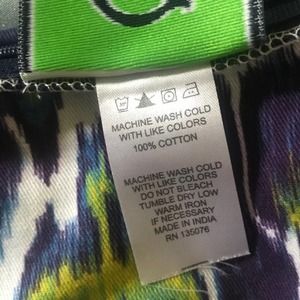 MACHINE WASH COLD
WITH LIKE COLORS
100% COTTON
MACHINE WASH COLD
WITH LIKE COLORS
DO NOT BLEACH
TUMBLE DRY LOW
WARM IRON
IF NECESSARY
MADE IN INDIA
RN 135076